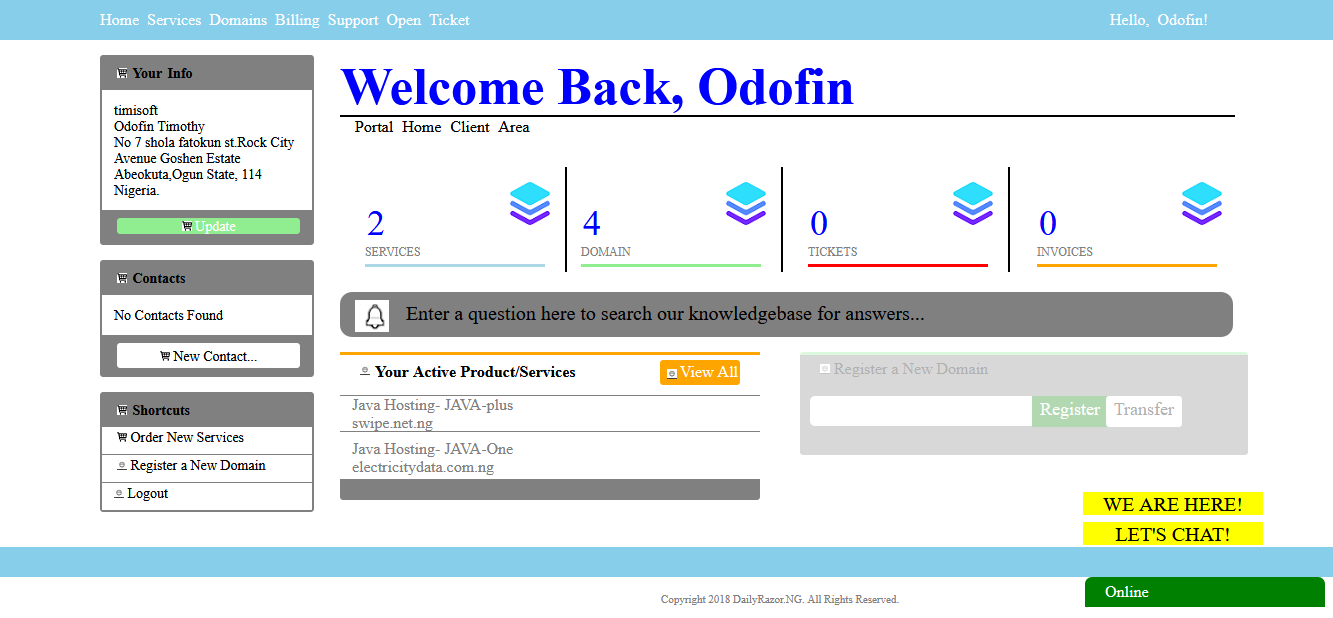 Home Services Domains Billing Support Open Ticket
Hello, Odofin!
Your Info
timisoft
Odofin Timothy
No 7 shola fatokun st.Rock City
Avenue Goshen Estate
Abeokuta,Ogun State, 114
Nigeria.
Update
Contacts
No Contacts Found
New Contact...
Shortcuts
Order New Services
Register a New Domain
Logout
Welcome Back, Odofin
Portal Home Client Area
2
SERVICES
4
DOMAIN
0
TICKETS
0
INVOICES
Enter a question here to search our knowledgebase for answers...
Your Active Product/Services
View All
Java Hosting- JAVA-plus
swipe.net.ng
Java Hosting- JAVA-One
electricitydata.com.ng
Register a New Domain
Register Transfer
WE ARE HERE!
LET'S CHAT!
Online
Copyright 2018 DailyRazor.NG. All Rights Reserved.